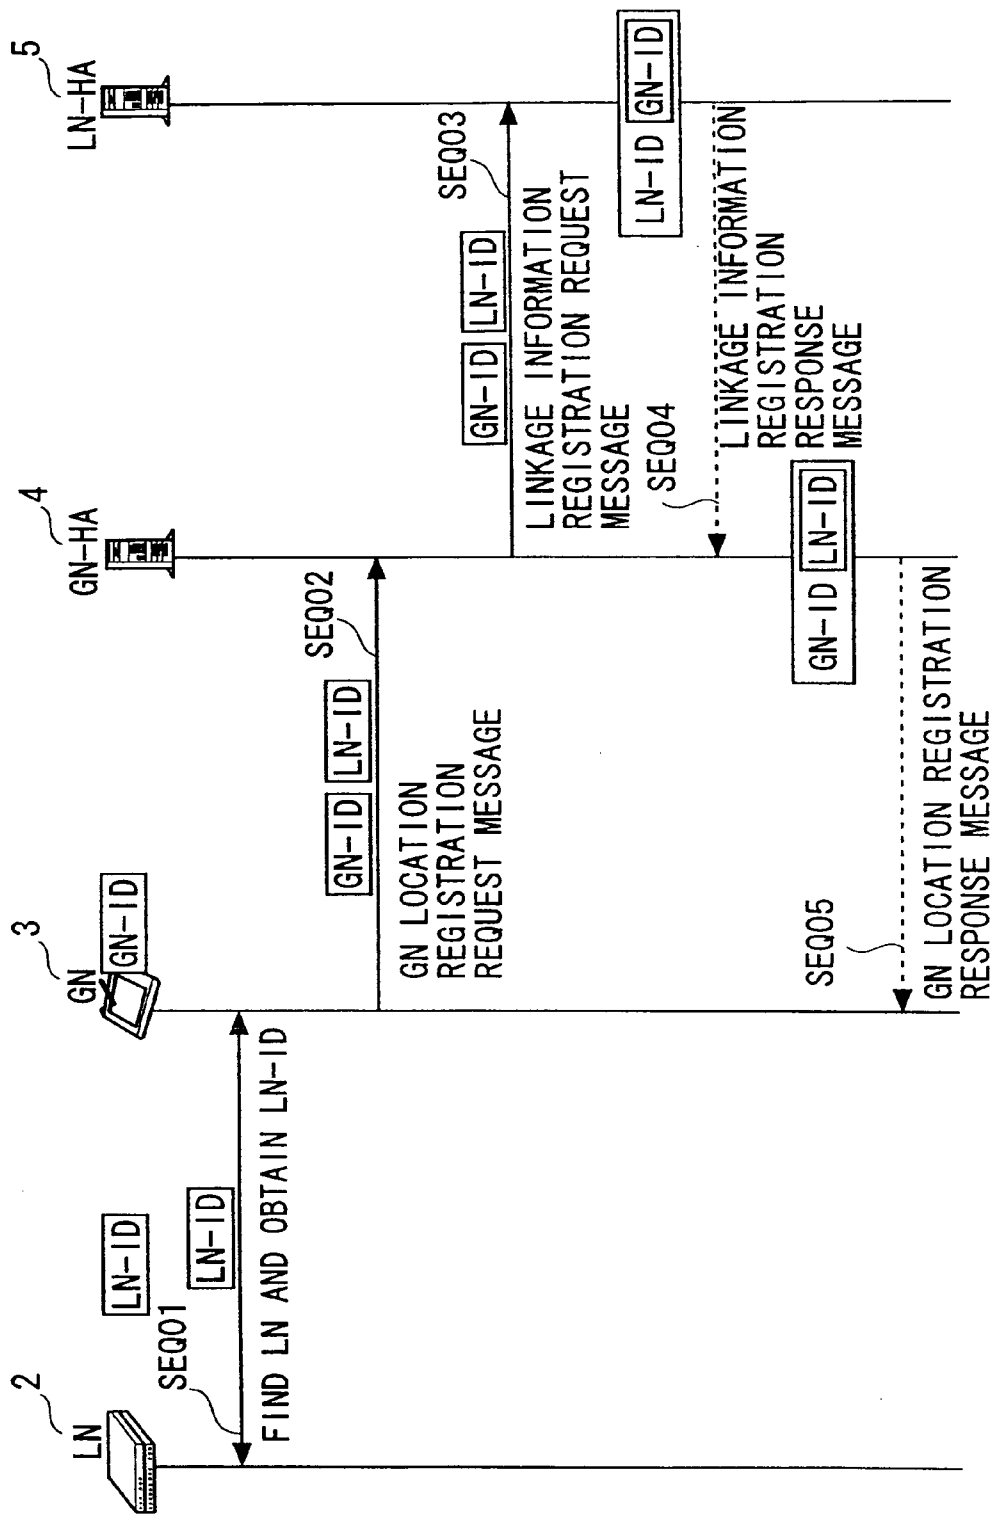 2
LN
LN-ID
3
GN
GN-ID
4
GN-HA
5
LN-HA
SEQ01
LN-ID
FIND LN AND OBTAIN LN-ID
GN-ID
LN-ID
SEQ02
GN LOCATION
REGISTRATION
REQUEST MESSAGE
GN-ID
LN-ID
SEQ03
LINKAGE INFORMATION
REGISTRATION REQUEST
MESSAGE
LN-ID GN-ID
SEQ04
LINKAGE INFORMATION
REGISTRATION
RESPONSE
MESSAGE
GN-ID LN-ID
SEQ05
GN LOCATION REGISTRATION
RESPONSE MESSAGE